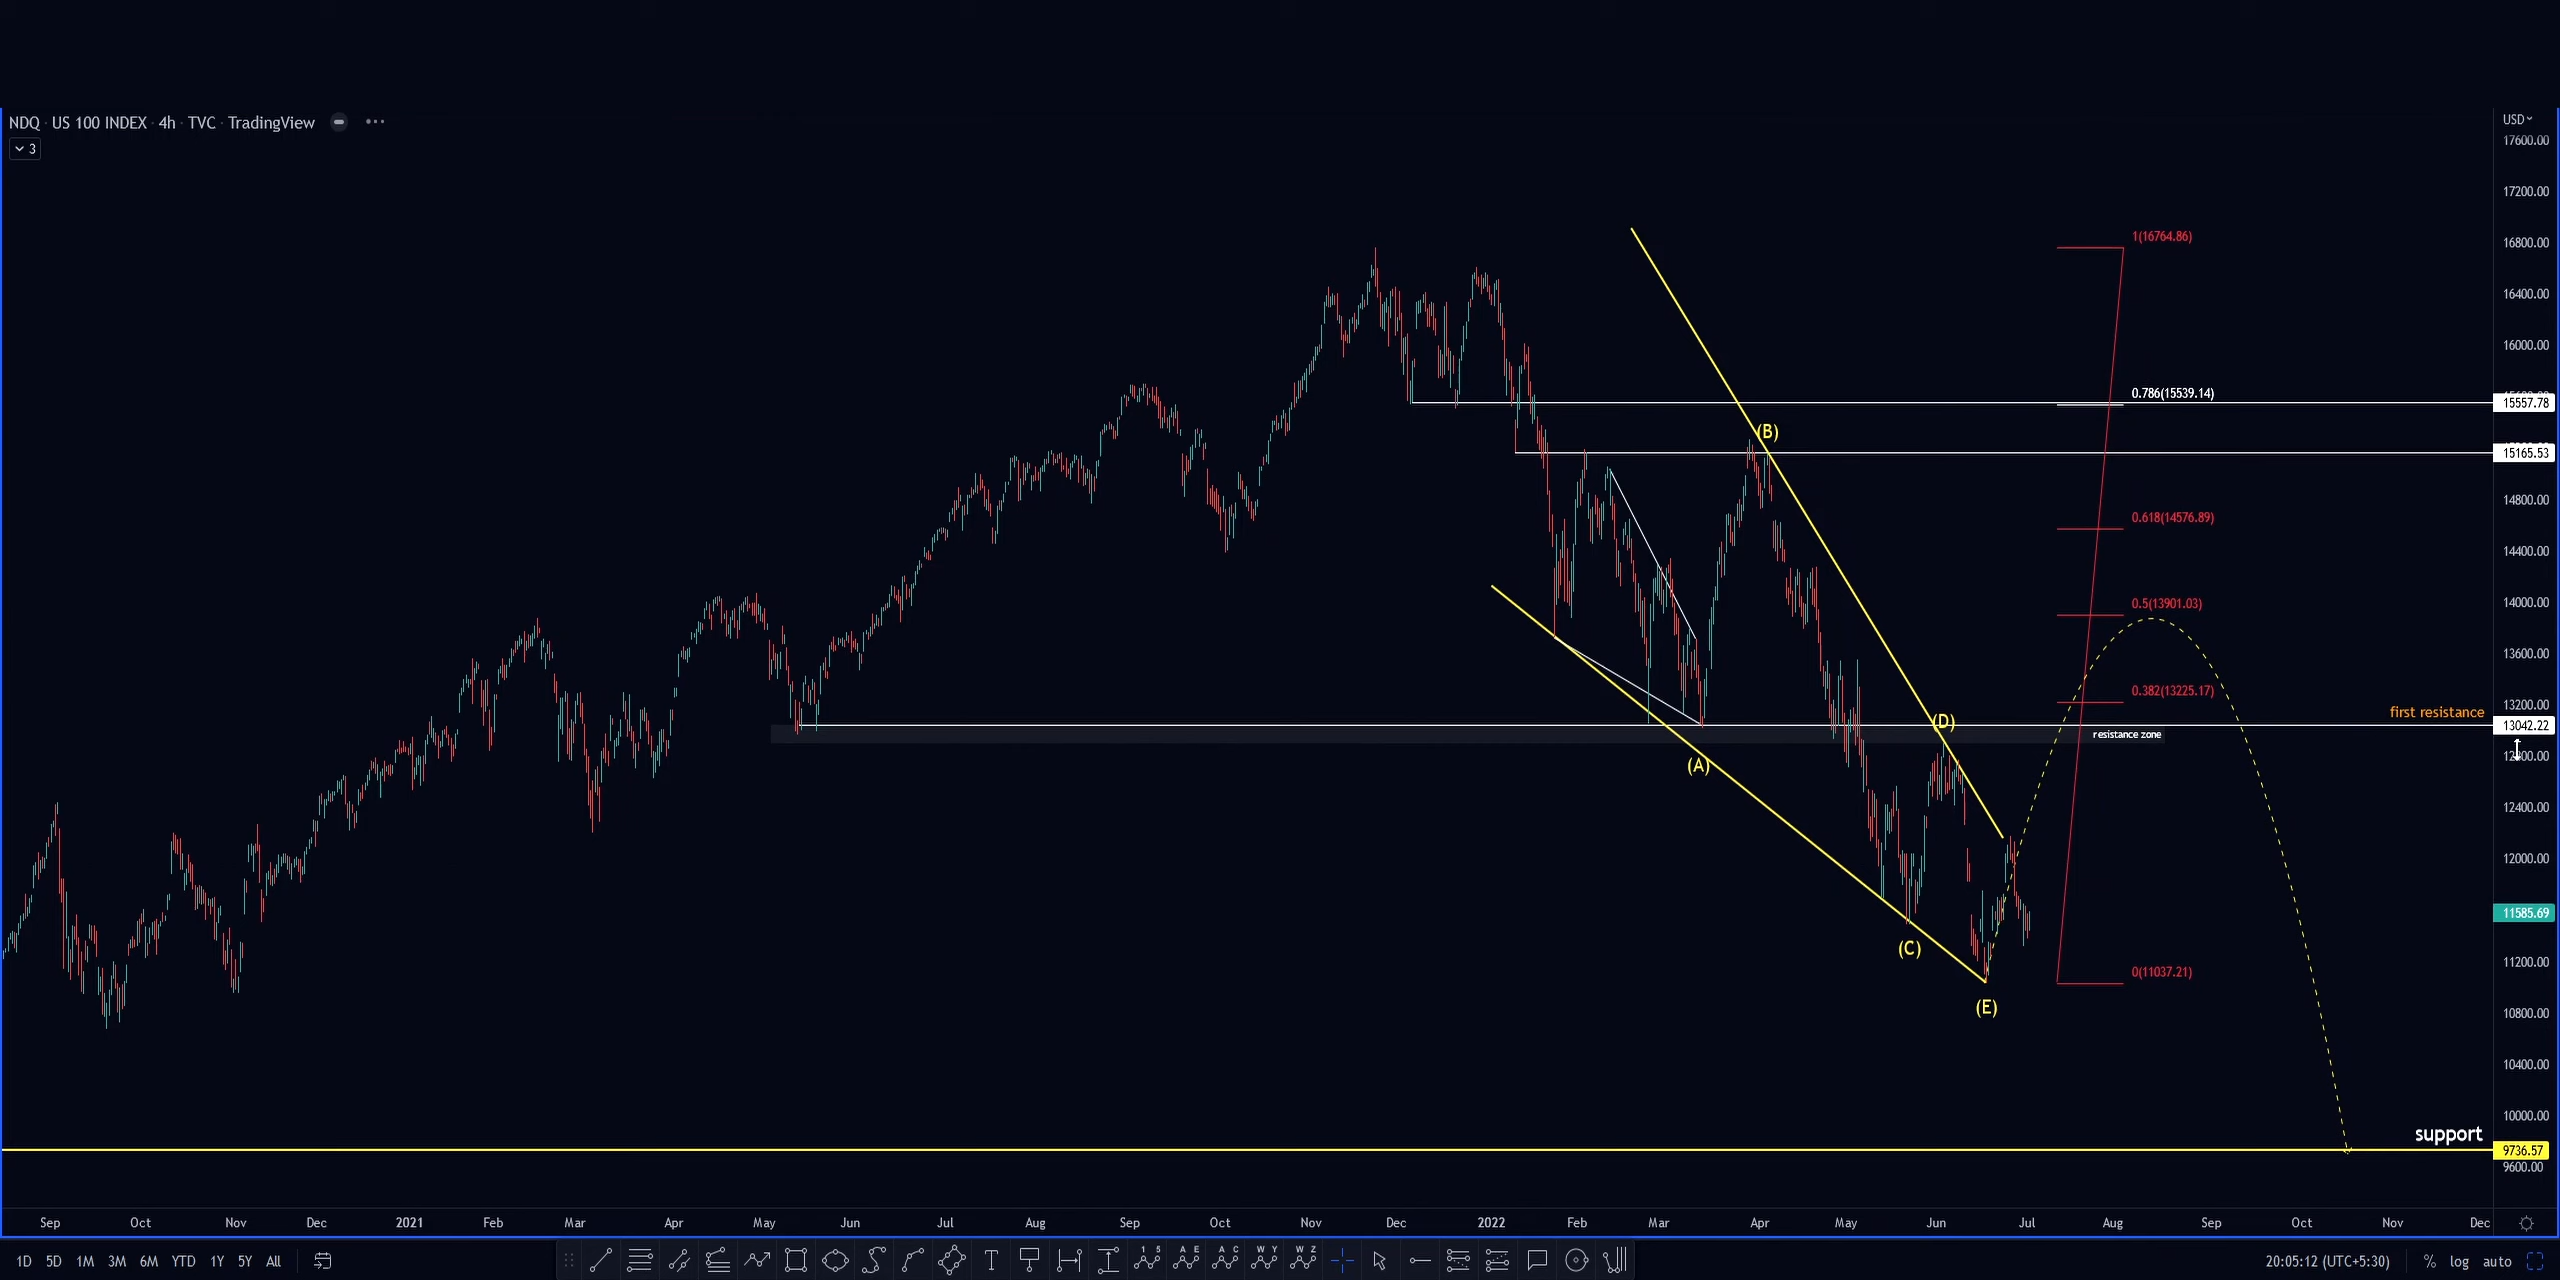 NDQ · US 100 INDEX · 4h · TVC · TradingView
3
USD
17600.00
17200.00
1(16764.86)
16800.00
16400.00
16000.00
0.786(15539.14)
15557.78
(B)
15165.53
14800.00
0.618(14576.89)
14400.00
0.5(13901.03)
14000.00
13600.00
0.382(13225.17)
13200.00
first resistance
(D)
13042.22
resistance zone
(A)
12400.00
12000.00
11585.69
(C)
0(11037.21)
11200.00
(E)
10800.00
10400.00
10000.00
support
9736.57
9600.00
Sep Oct Nov Dec 2021 Feb Mar Apr May Jun Jul Aug Sep Oct Nov Dec 2022 Feb Mar Apr May Jun Jul Aug Sep Oct Nov Dec
1D 5D 1M 3M 6M YTD 1Y 5Y All
1 5 A E A C W Y W Z
20:05:12 (UTC+5:30) % log auto